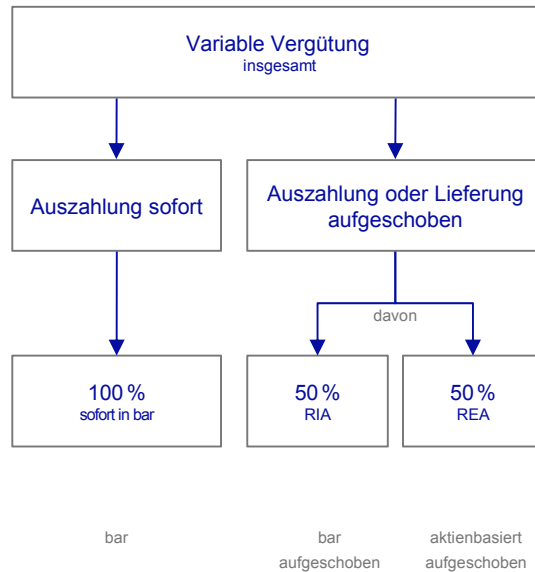 Variable Vergütung
insgesamt
Auszahlung sofort
Auszahlung oder Lieferung
aufgeschoben
davon
100 %
sofort in bar
50 %
RIA
50 %
REA
bar
bar
aufgeschoben
aktienbasiert
aufgeschoben